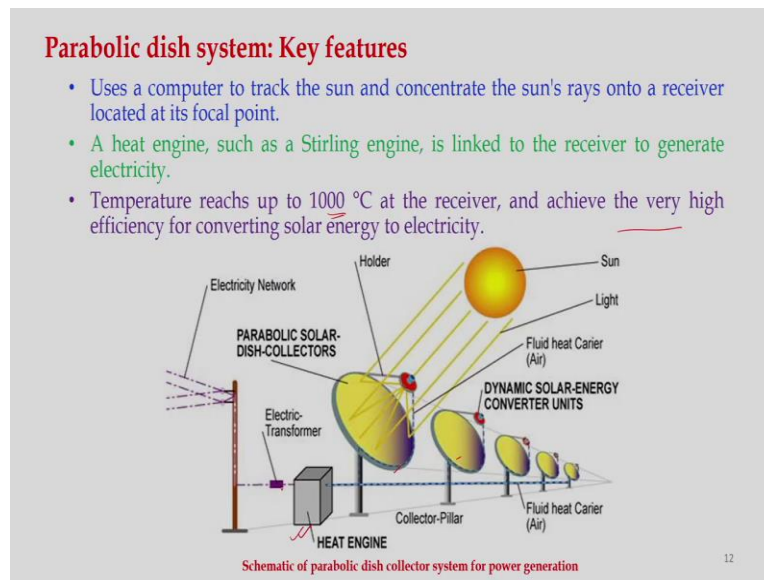 Parabolic dish system: Key features
• Uses a computer to track the sun and concentrate the sun's rays onto a receiver
located at its focal point.
• A heat engine, such as a Stirling engine, is linked to the receiver to generate
electricity.
• Temperature reachs up to 1000 °C at the receiver, and achieve the very high
efficiency for converting solar energy to electricity.
Holder
Sun
Electricity Network
Light
PARABOLIC SOLAR-
DISH-COLLECTORS
Fluid heat Carier
(Air)
DYNAMIC SOLAR-ENERGY
CONVERTER UNITS
Electric-
Transformer
Collector-Pillar
Fluid heat Carier
(Air)
HEAT ENGINE
Schematic of parabolic dish collector system for power generation
12